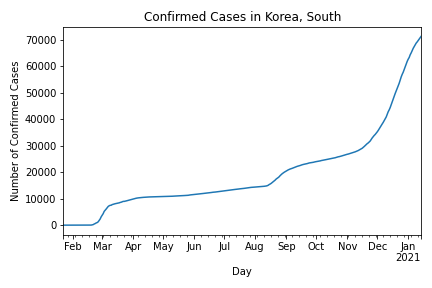 Confirmed Cases in Korea, South
70000
60000
50000
40000
30000
20000
10000
0
Number of Confirmed Cases
Feb Mar Apr May Jun Jul Aug Sep Oct Nov Dec Jan
2021
Day